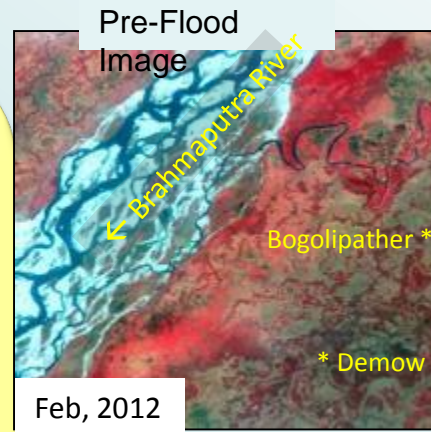 Pre-Flood
Image
← Brahmaputra River
Bogolipather *
* Demow
Feb, 2012